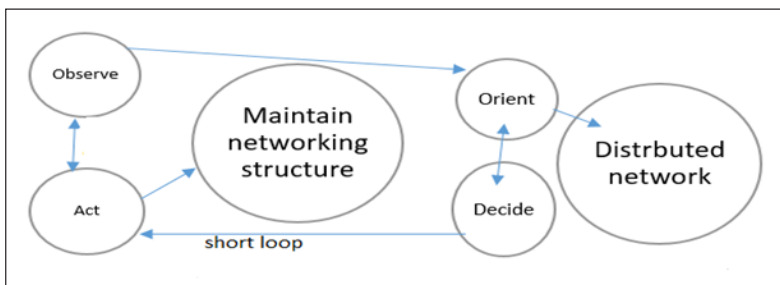 Observe
Maintain
networking
structure
Orient
Distrbuted
network
Act
Decide
short loop